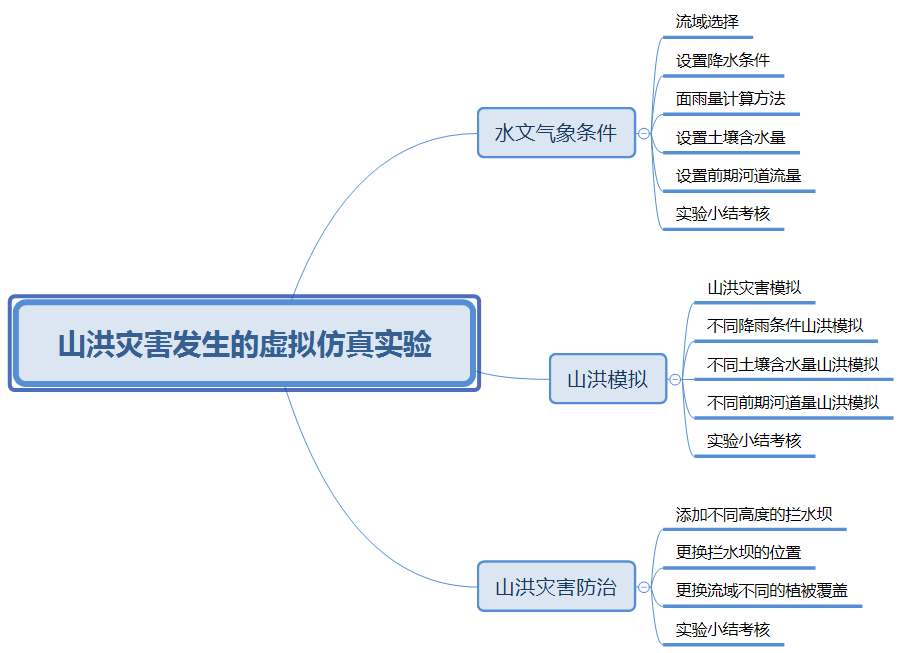 山洪灾害发生的虚拟仿真实验
水文气象条件
流域选择
设置降水条件
面雨量计算方法
设置土壤含水量
设置前期河道流量
实验小结考核
山洪模拟
山洪灾害模拟
不同降雨条件山洪模拟
不同土壤含水量山洪模拟
不同前期河道量山洪模拟
实验小结考核
山洪灾害防治
添加不同高度的拦水坝
更换拦水坝的位置
更换流域不同的植被覆盖
实验小结考核